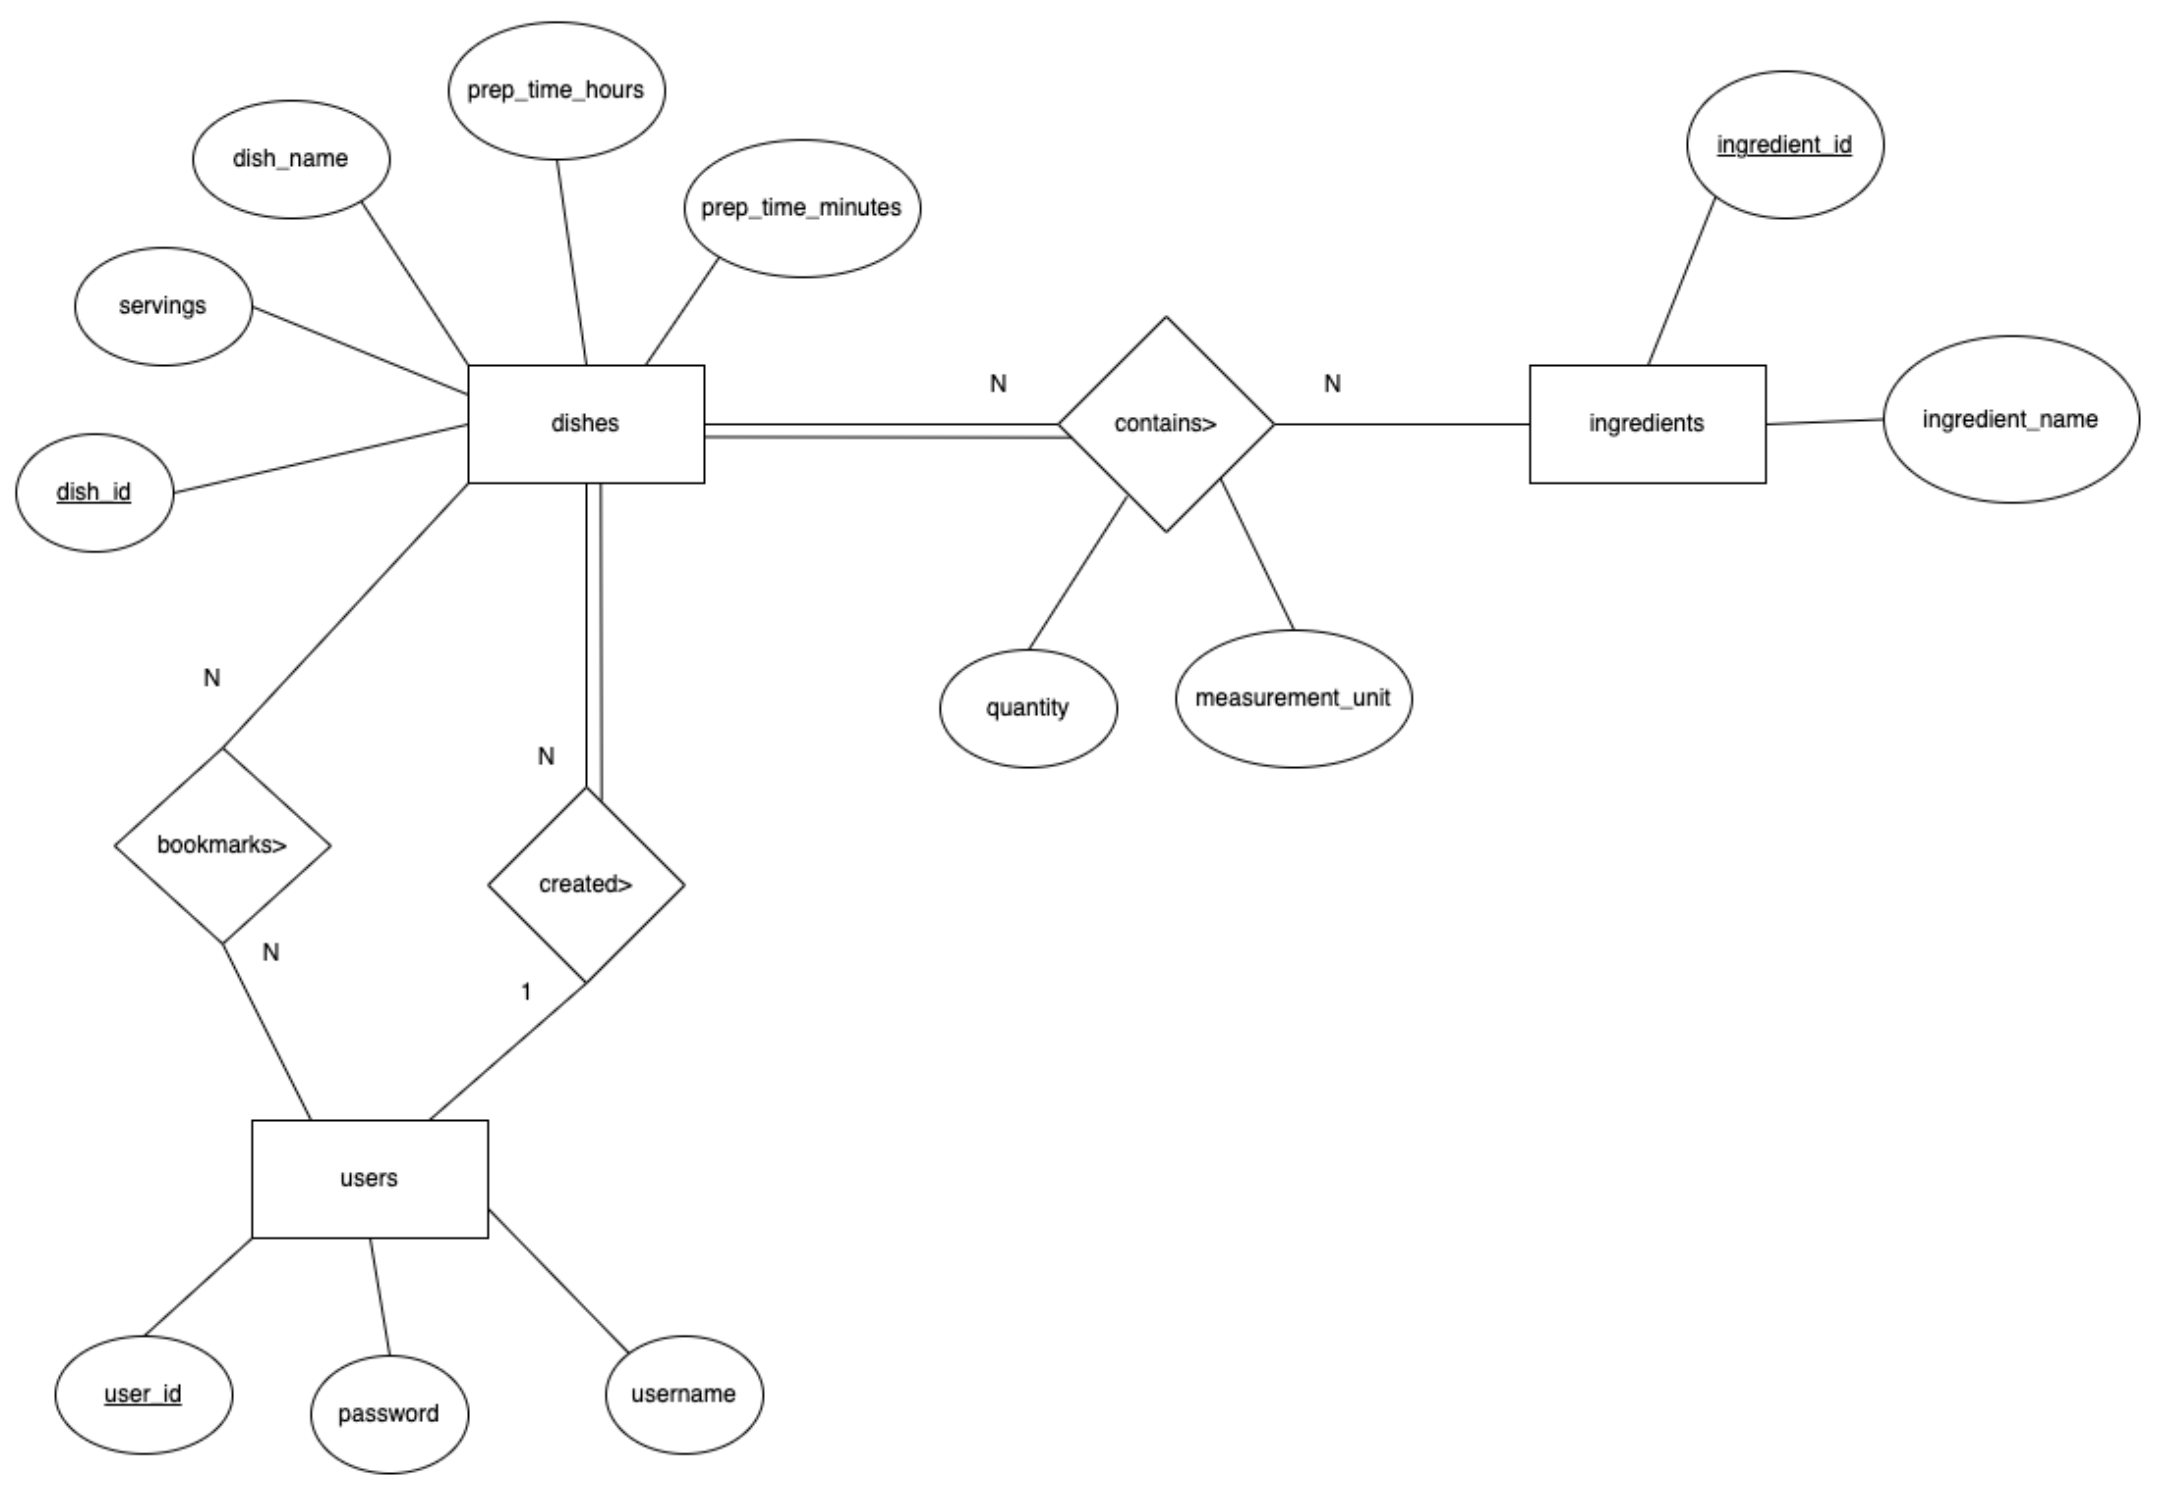 prep_time_hours
dish_name
prep_time_minutes
ingredient_id
servings
dishes
N
contains>
N
ingredients
ingredient_name
dish_id
quantity
measurement_unit
N
N
bookmarks>
created>
N
1
users
user_id
password
username